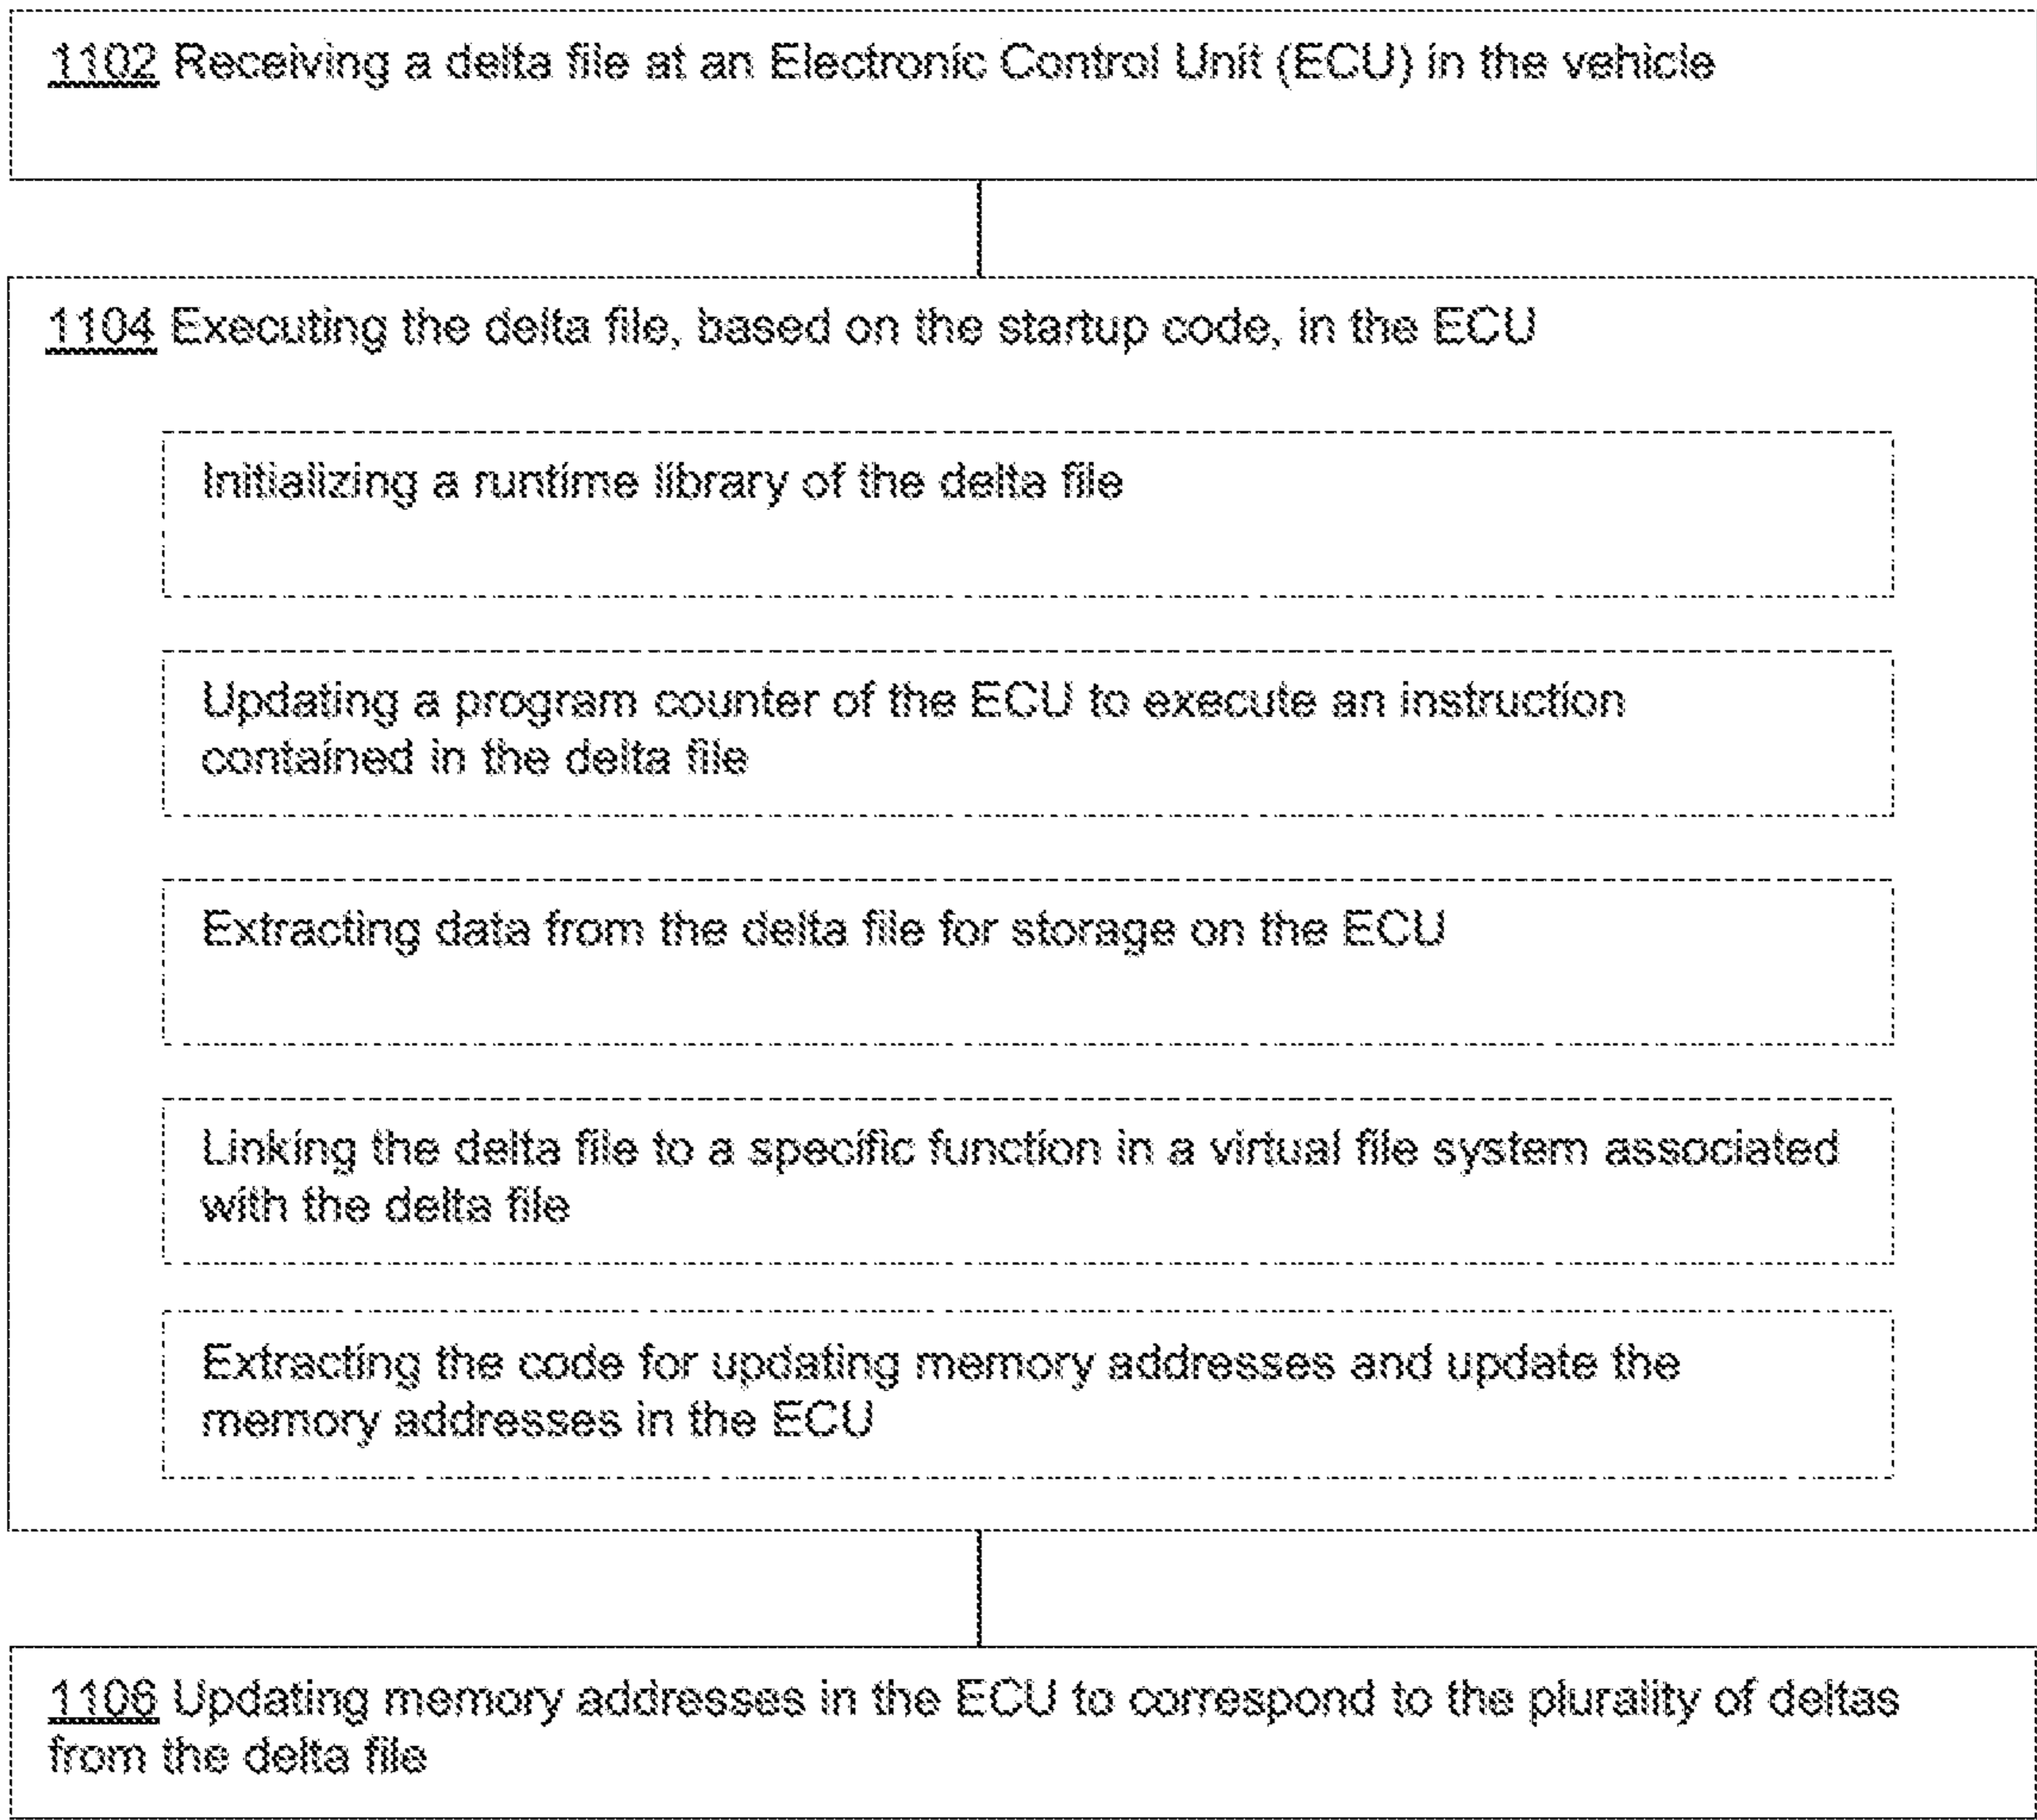 1102 Receiving a delta file at an Electronic Control Unit (ECU) in the vehicle
1104 Executing the delta file, based on the startup code, in the ECU
Initializing a runtime library of the delta file
Updating a program counter of the ECU to execute an instruction
contained in the delta file
Extracting data from the delta file for storage on the ECU
Linking the delta file to a specific function in a virtual file system associated
with the delta file
Extracting the code for updating memory addresses and update the
memory addresses in the ECU
1106 Updating memory addresses in the ECU to correspond to the plurality of deltas
from the delta file